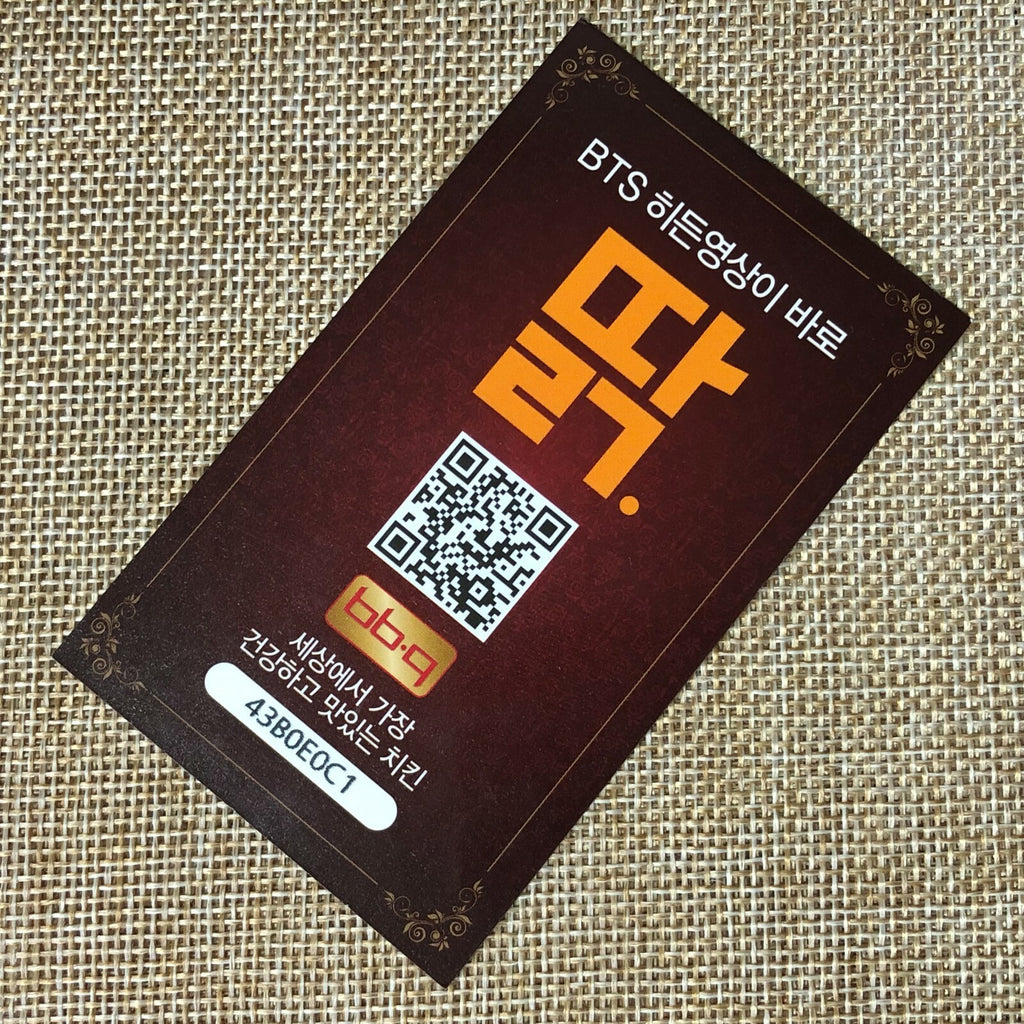 BTS 히든영상이 바로
딹.
bb.q
세상에서 가장
건강하고 맛있는 치킨
43B0E0C1